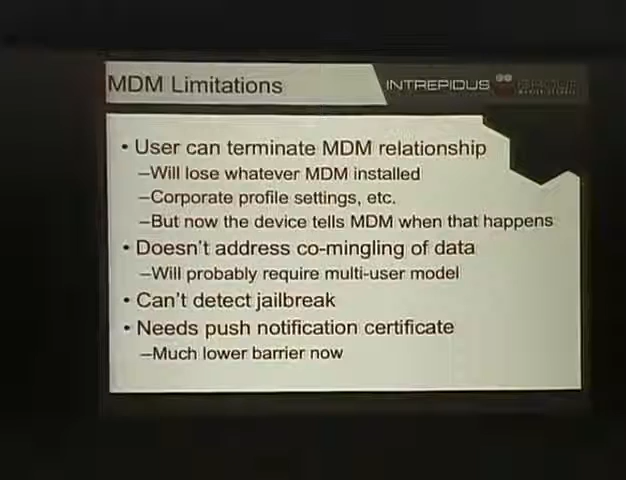 MDM Limitations
INTREPIDUS GROUP
• User can terminate MDM relationship
–Will lose whatever MDM installed
–Corporate profile settings, etc.
–But now the device tells MDM when that happens
• Doesn't address co-mingling of data
–Will probably require multi-user model
• Can't detect jailbreak
• Needs push notification certificate
–Much lower barrier now